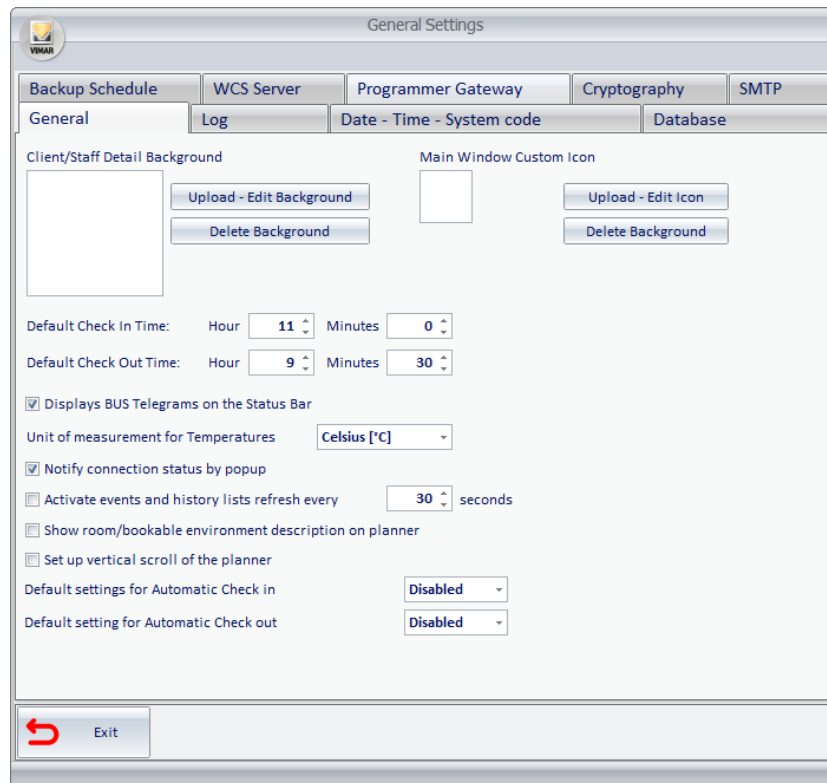 General Settings
VIMAR
Backup Schedule WCS Server Programmer Gateway Cryptography SMTP
General Log Date - Time - System code Database
Client/Staff Detail Background Main Window Custom Icon
Upload - Edit Background Upload - Edit Icon
Delete Background Delete Background
Default Check In Time: Hour 11 Minutes 0
Default Check Out Time: Hour 9 Minutes 30
Displays BUS Telegrams on the Status Bar
Unit of measurement for Temperatures Celsius [°C]
Notify connection status by popup
Activate events and history lists refresh every 30 seconds
Show room/bookable environment description on planner
Set up vertical scroll of the planner
Default settings for Automatic Check in Disabled
Default setting for Automatic Check out Disabled
Exit